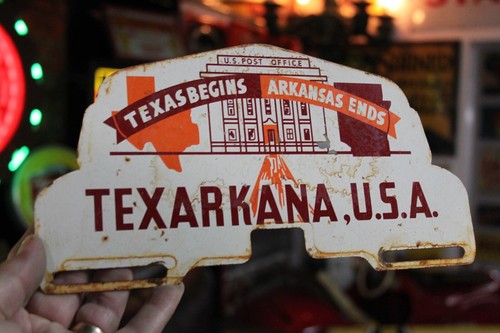 U.S. POST OFFICE
TEXAS BEGINS ARKANSAS ENDS
TEXARKANA, U.S.A.